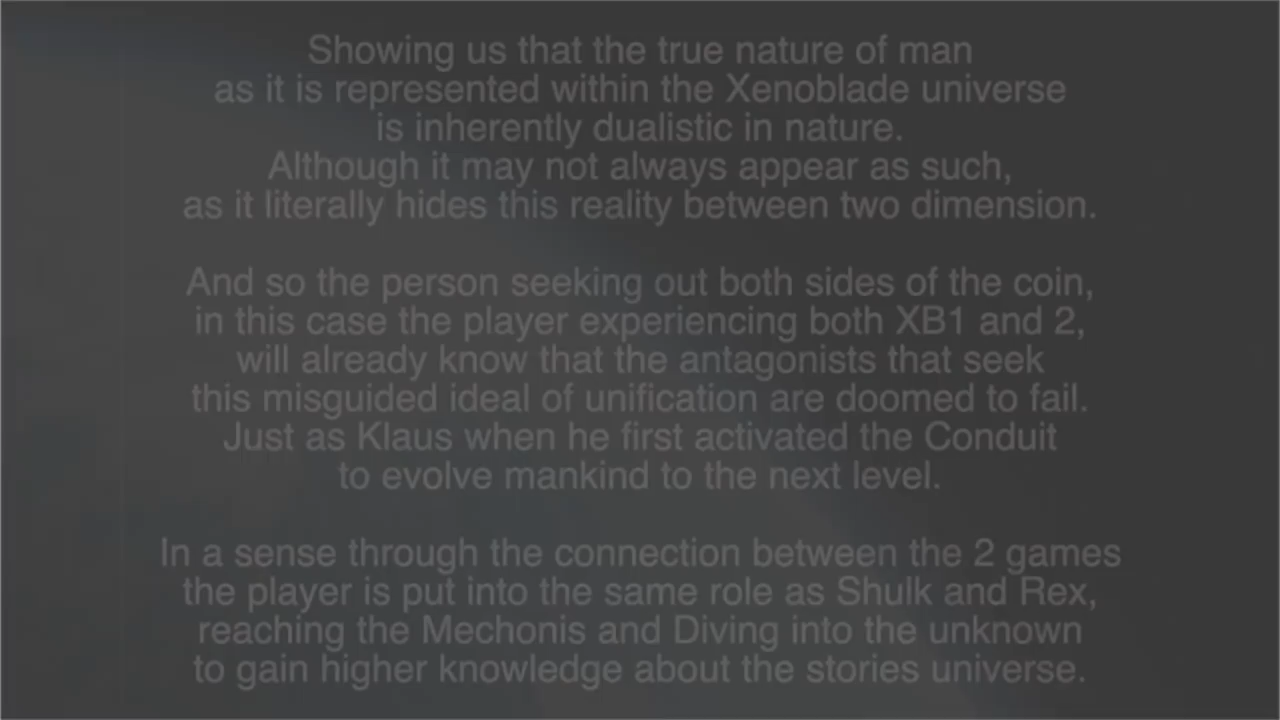 Showing us that the true nature of man
as it is represented within the Xenoblade universe
is inherently dualistic in nature.
Although it may not always appear as such,
as it literally hides this reality between two dimension.
And so the person seeking out both sides of the coin,
in this case the player experiencing both XB1 and 2,
will already know that the antagonists that seek
this misguided ideal of unification are doomed to fail.
Just as Klaus when he first activated the Conduit
to evolve mankind to the next level.
In a sense through the connection between the 2 games
the player is put into the same role as Shulk and Rex,
reaching the Mechonis and Diving into the unknown
to gain higher knowledge about the stories universe.